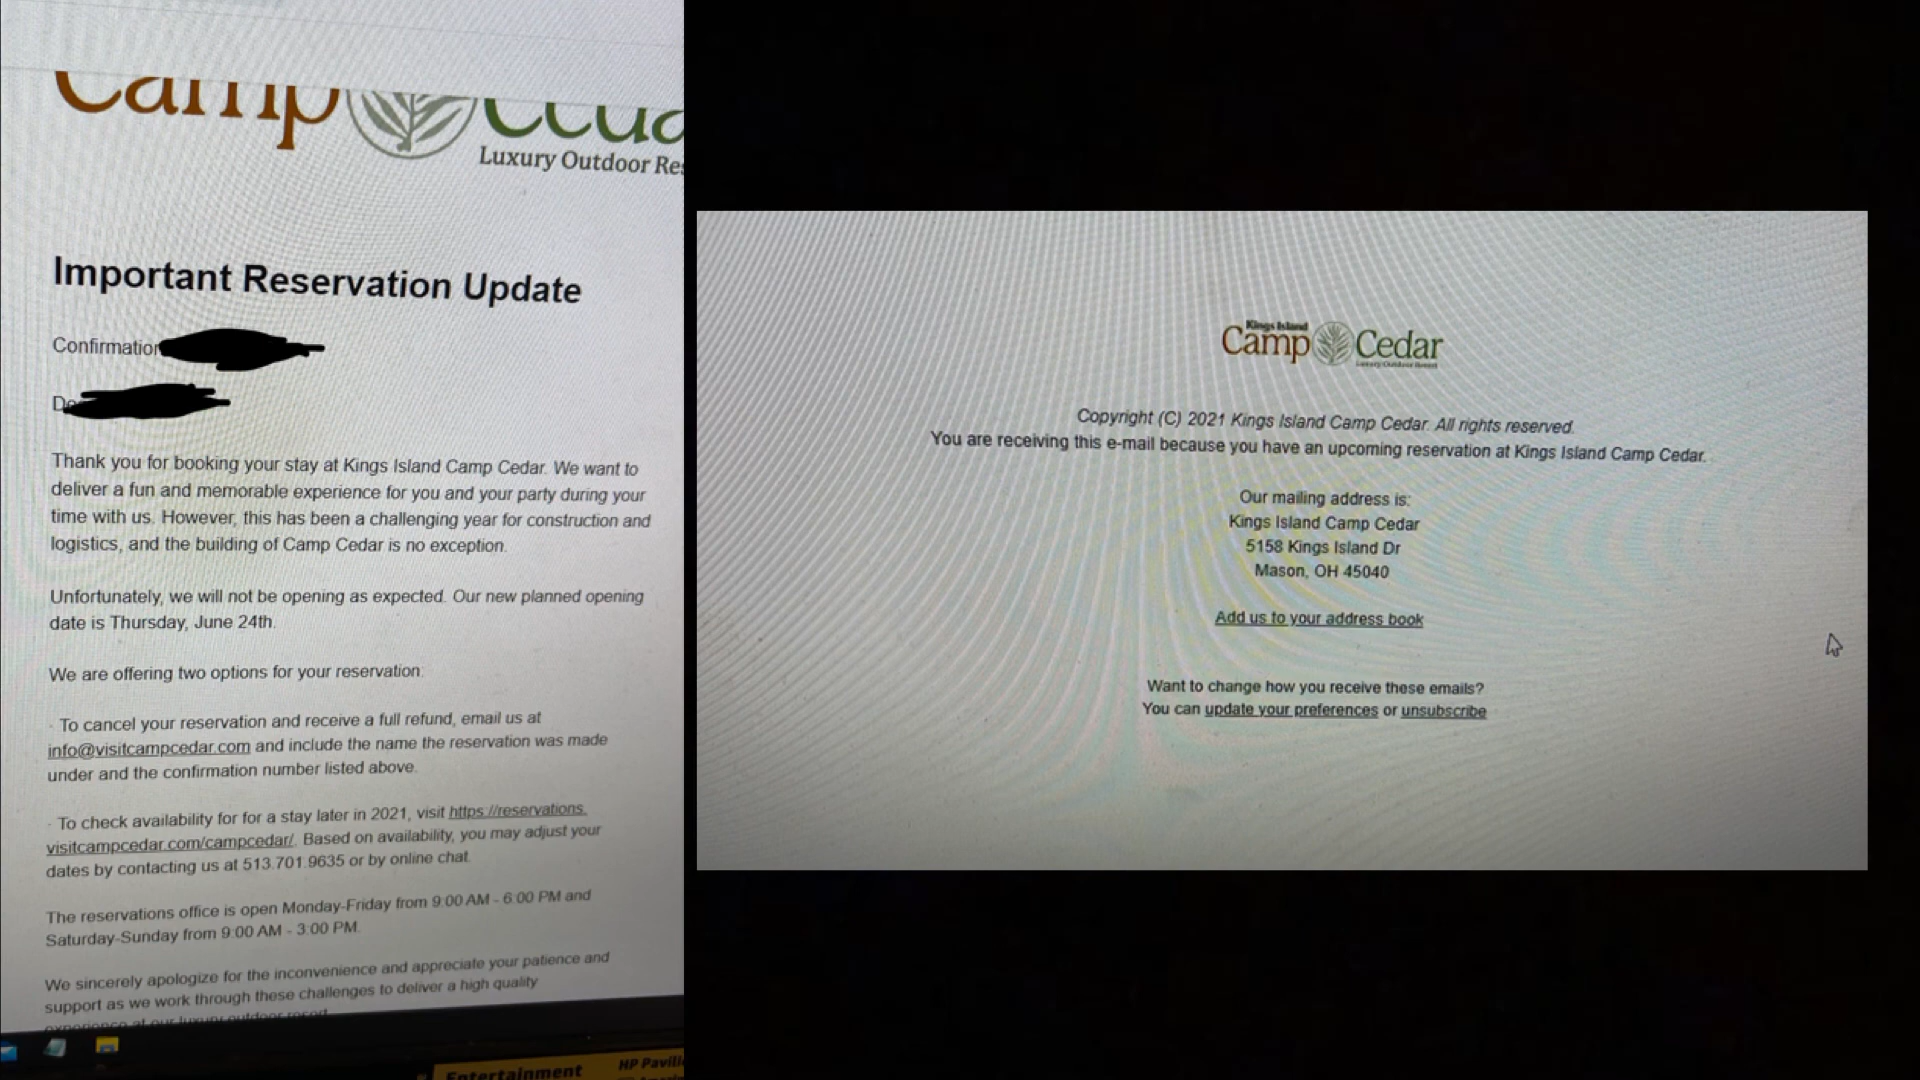 Camp Cedar
Luxury Outdoor
Important Reservation Update
Confirmation
Thank you for booking your stay at Kings Island Camp Cedar. We want to
deliver a fun and memorable experience for you and your party during your
time with us. However, this has been a challenging year for construction and
logistics, and the building of Camp Cedar is no exception.
Unfortunately, we will not be opening as expected. Our new planned opening
date is Thursday, June 24th.
We are offering two options for your reservation:
- To cancel your reservation and receive a full refund, email us at
info@visitcampcedar.com and include the name the reservation was made
under and the confirmation number listed above.
- To check availability for for a stay later in 2021, visit https://reservations.
visitcampcedar.com/campcedar/. Based on availability, you may adjust your
dates by contacting us at 513.701.9635 or by online chat.
The reservations office is open Monday-Friday from 9:00 AM - 6:00 PM and
Saturday-Sunday from 9:00 AM - 3:00 PM.
We sincerely apologize for the inconvenience and appreciate your patience and
support as we work through these challenges to deliver a high quality
experience at our luxury outdoor resort.
Entertainment
HP
Kings Island
Camp Cedar
Luxury Outdoor Resort
Copyright (C) 2021 Kings Island Camp Cedar. All rights reserved.
You are receiving this e-mail because you have an upcoming reservation at Kings Island Camp Cedar.
Our mailing address is:
Kings Island Camp Cedar
5158 Kings Island Dr
Mason, OH 45040
Add us to your address book
Want to change how you receive these emails?
You can update your preferences or unsubscribe